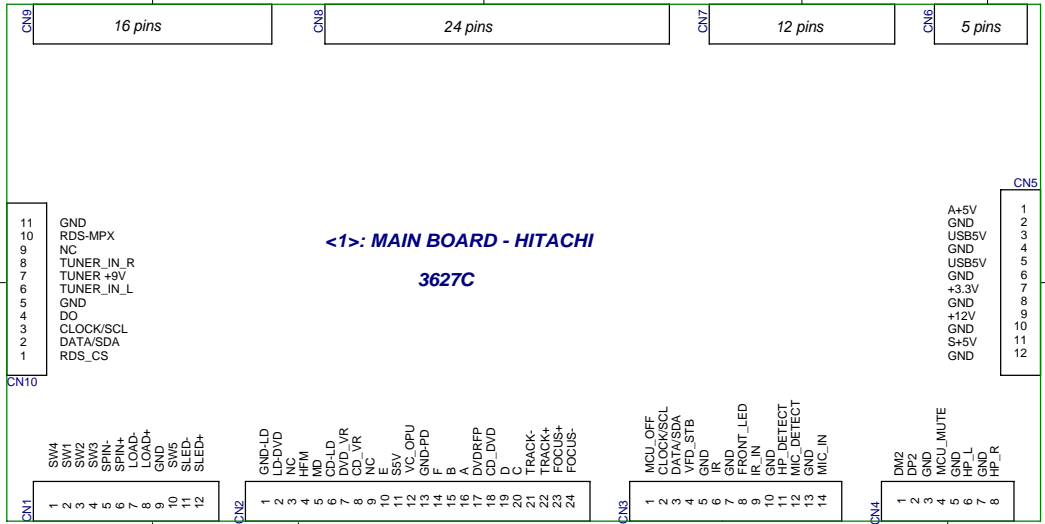 CN9
16 pins
CN8
24 pins
CN7
12 pins
CN6
5 pins
<1>: MAIN BOARD - HITACHI
3627C
11 GND
10 RDS-MPX
9 NC
8 TUNER_IN_R
7 TUNER +9V
6 TUNER_IN_L
5 GND
4 DO
3 CLOCK/SCL
2 DATA/SDA
1 RDS_CS
CN10
CN5
A+5V 1
GND 2
USB5V 3
GND 4
USB5V 5
GND 6
+3.3V 7
GND 8
+12V 9
GND 10
S+5V 11
GND 12
CN1
SW4 1
SW1 2
SW2 3
SW3 4
SPIN- 5
SPIN+ 6
LOAD- 7
LOAD+ 8
GND 9
SW5 10
SLED- 11
SLED+ 12
CN2
GND-LD 1
LD-DVD 2
NC 3
HFM 4
MD 5
CD-LD 6
DVD_VR 7
CD_VR 8
NC 9
E 10
S5V 11
VC_OPU 12
GND-PD 13
F 14
B 15
A 16
DVDRFP 17
CD_DVD 18
D 19
C 20
TRACK- 21
TRACK+ 22
FOCUS+ 23
FOCUS- 24
CN3
MCU_OFF 1
CLOCK/SCL 2
DATA/SDA 3
VFD_STB 4
GND 5
IR 6
GND 7
FRONT_LED 8
IR_IN 9
GND 10
HP_DETECT 11
MIC_DETECT 12
GND 13
MIC_IN 14
CN4
DM2 1
DP2 2
GND 3
MCU_MUTE 4
GND 5
HP_L 6
GND 7
HP_R 8